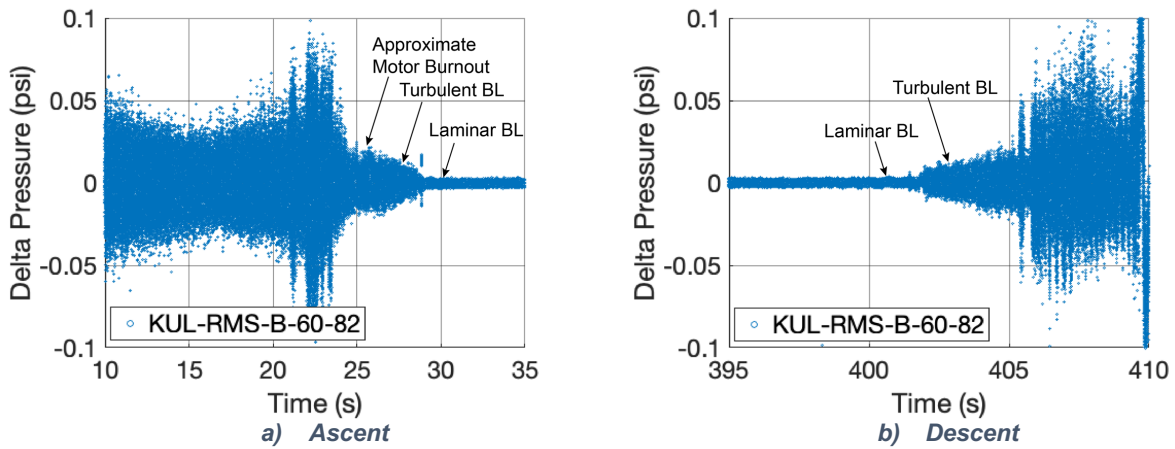 0.1
0.05
0
-0.05
-0.1
Delta Pressure (psi)
Approximate
Motor Burnout
Turbulent BL
Laminar BL
KUL-RMS-B-60-82
10 15 20 25 30 35
Time (s)
a) Ascent
0.1
0.05
0
-0.05
-0.1
Delta Pressure (psi)
Turbulent BL
Laminar BL
KUL-RMS-B-60-82
395 400 405 410
Time (s)
b) Descent